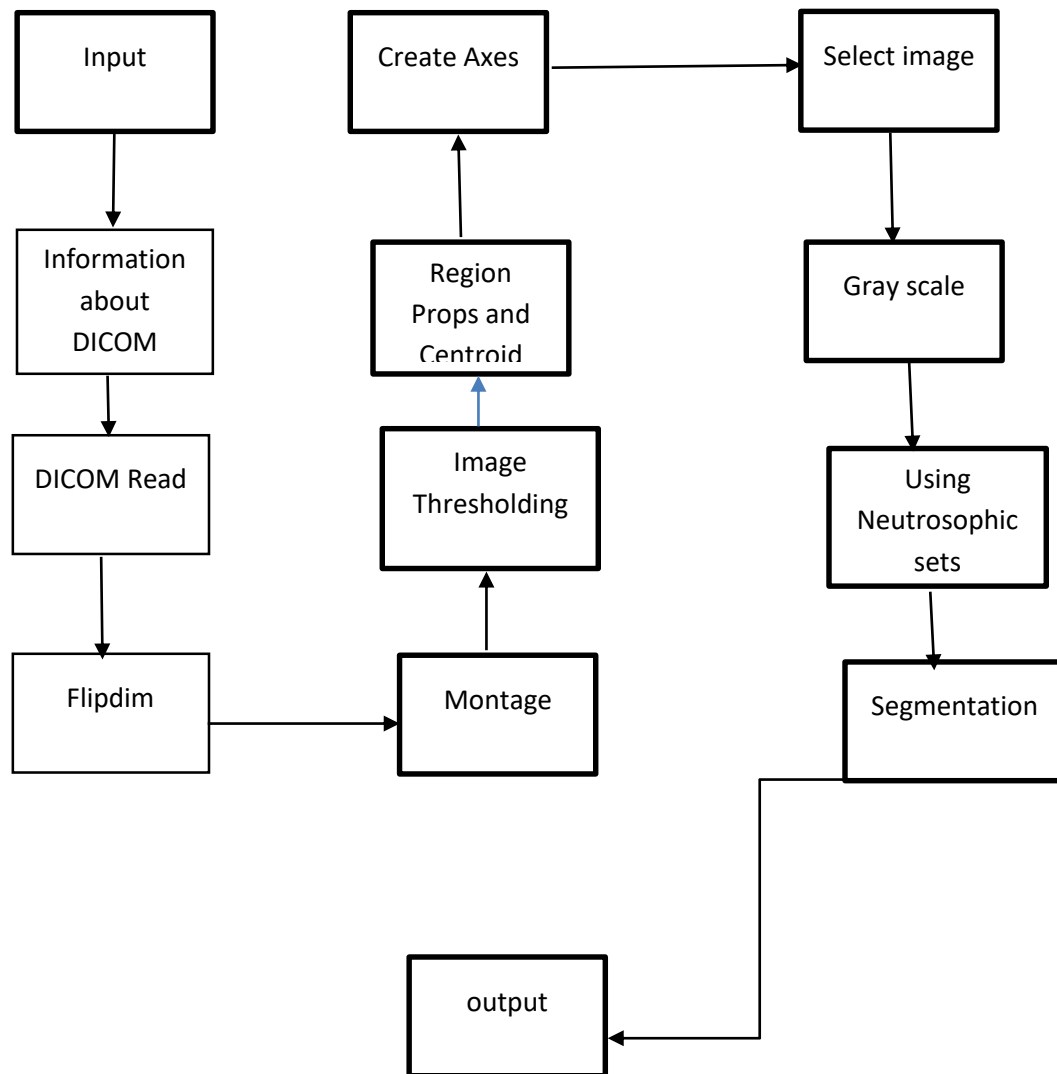 Input
Information
about
DICOM
DICOM Read
Flipdim
Montage
Image
Thresholding
Region
Props and
Centroid
Create Axes
Select image
Gray scale
Using
Neutrosophic
sets
Segmentation
output